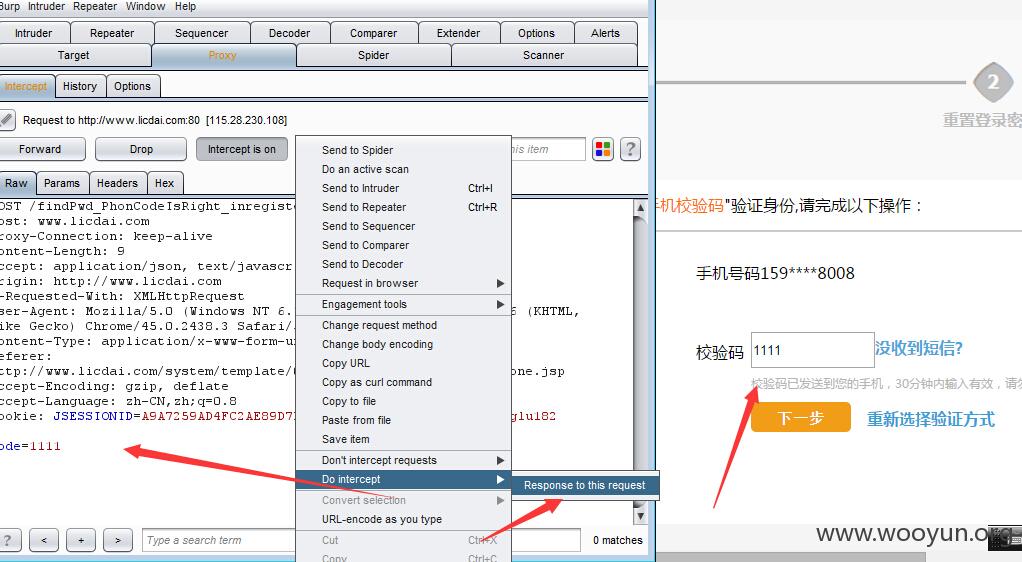 Burp Intruder Repeater Window Help
Intruder Repeater Sequencer Decoder Comparer Extender Options Alerts
Target Proxy Spider Scanner
Intercept History Options
Request to http://www.licdai.com:80 [115.28.230.108]
Forward Drop Intercept is on this item ?
Raw Params Headers Hex
OST /findPwd_PhonCodeIsRight_inregiste
ost: www.licdai.com
roxy-Connection: keep-alive
ontent-Length: 9
ccept: application/json, text/javascr
rigin: http://www.licdai.com
-Requested-With: XMLHttpRequest
ser-Agent: Mozilla/5.0 (Windows NT 6. 6 (KHTML,
ike Gecko) Chrome/45.0.2438.3 Safari/
ontent-Type: application/x-www-form-u
eferer:
http://www.licdai.com/system/template/ one.jsp
ccept-Encoding: gzip, deflate
ccept-Language: zh-CN,zh;q=0.8
ookie: JSESSIONID=A9A7259AD4FC2AE89D7 glu182
ode=1111
Send to Spider
Do an active scan
Send to Intruder Ctrl+I
Send to Repeater Ctrl+R
Send to Sequencer
Send to Comparer
Send to Decoder
Request in browser
Engagement tools
Change request method
Change body encoding
Copy URL
Copy as curl command
Copy to file
Paste from file
Save item
Don't intercept requests
Do intercept
Response to this request
Convert selection
URL-encode as you type
Cut Ctrl+X
Copy Ctrl+C
? < + > Type a search term 0 matches
2
重置登录密
手机校验码"验证身份,请完成以下操作：
手机号码159****8008
校验码 1111 没收到短信?
校验码已发送到您的手机，30分钟内输入有效，请勿
下一步 重新选择验证方式
www.wooyun.org